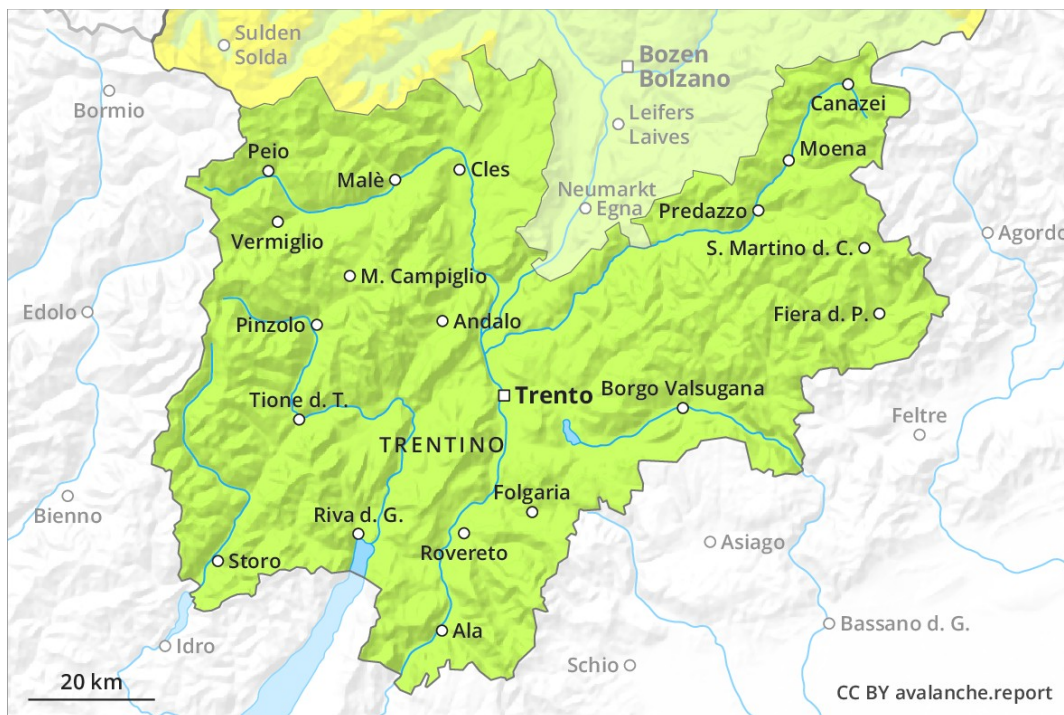 Sulden
Solda
Bozen
Bolzano
Bormio
Canazei
Leifers
Laives
Peio
Moena
Malè
Cles
Neumarkt
Egna
Predazzo
Vermiglio
Agordo
S. Martino d. C.
M. Campiglio
Edolo
Fiera d. P.
Pinzolo
Andalo
Trento
Borgo Valsugana
Tione d. T.
Feltre
TRENTINO
Folgaria
Bienno
Riva d. G.
Asiago
Rovereto
Storo
Bassano d. G.
Ala
Idro
Schio
20 km
CC BY avalanche.report